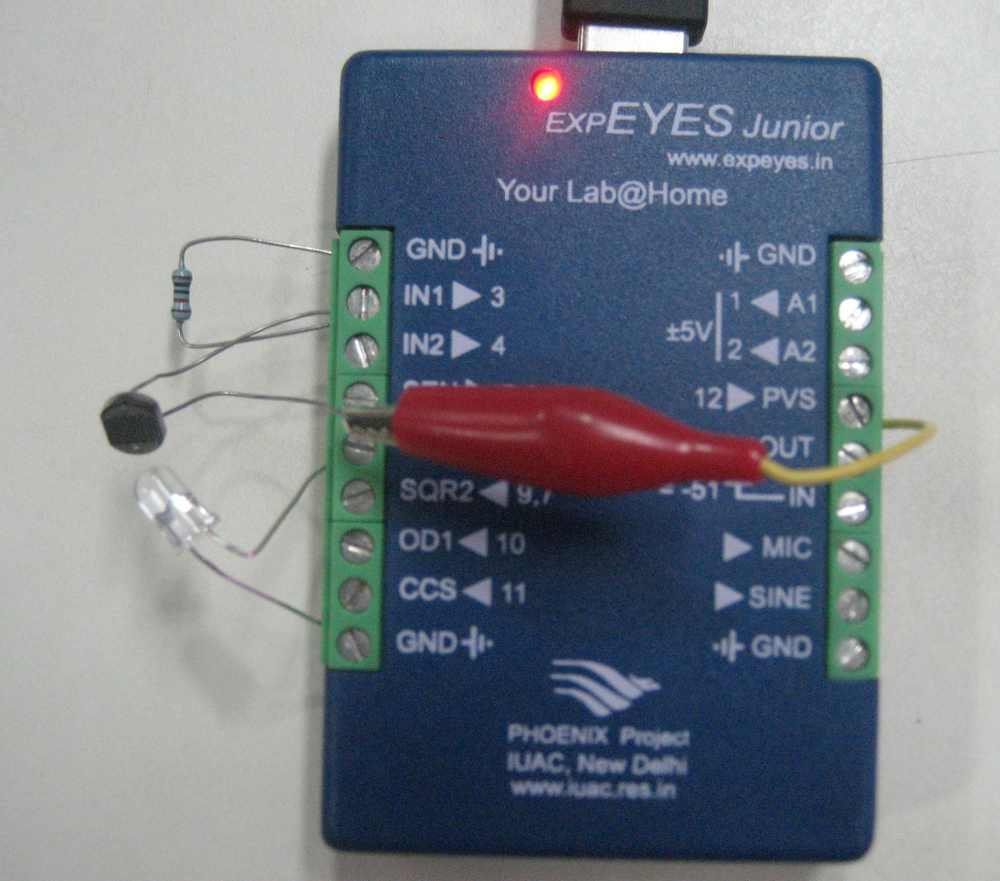 EXPEYES Junior
www.expeyes.in
Your Lab@Home
GND
IN1 3
IN2 4
SQR2 9,7
OD1 10
CCS 11
GND
GND
1 A1
±5V
2 A2
12 PVS
OUT
IN
MIC
SINE
GND
PHOENIX Project
IUAC, New Delhi
www.iuac.res.in